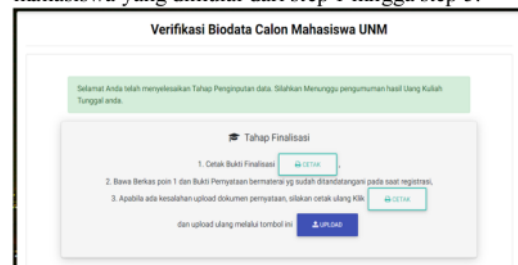 mahasiswa yang dimulai dari step 1 hingga step 5.
Verifikasi Biodata Calon Mahasiswa UNM
Selamat Anda telah menyelesaikan Tahap Penginputan data. Silahkan Menunggu pengumuman hasil Uang Kuliah
Tunggal anda.
Tahap Finalisasi
1. Cetak Bukti Finalisasi CETAK ,
2. Bawa Berkas poin 1 dan Bukti Pernyataan bermaterai yg sudah ditandatangani pada saat registrasi,
3. Apabila ada kesalahan upload dokumen pernyataan, silakan cetak ulang Klik CETAK
dan upload ulang melalui tombol ini UPLOAD